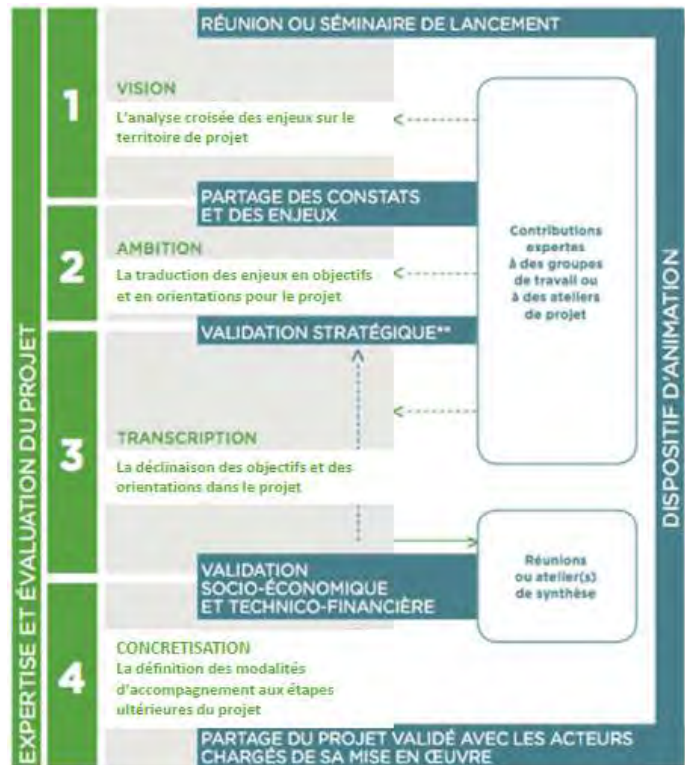 RÉUNION OU SÉMINAIRE DE LANCEMENT
1
VISION
L'analyse croisée des enjeux sur le
territoire de projet
PARTAGE DES CONSTATS
ET DES ENJEUX
2
AMBITION
La traduction des enjeux en objectifs
et en orientations pour le projet
VALIDATION STRATÉGIQUE**
3
TRANSCRIPTION
La déclinaison des objectifs et des
orientations dans le projet
VALIDATION
SOCIO-ÉCONOMIQUE
ET TECHNICO-FINANCIÈRE
4
CONCRETISATION
La définition des modalités
d'accompagnement aux étapes
ultérieures du projet
PARTAGE DU PROJET VALIDÉ AVEC LES ACTEURS
CHARGÉS DE SA MISE EN ŒUVRE
Contributions
expertes
à des groupes
de travail ou
à des ateliers
de projet
Réunions
ou atelier(s)
de synthèse
EXPERTISE ET ÉVALUATION DU PROJET
DISPOSITIF D'ANIMATION